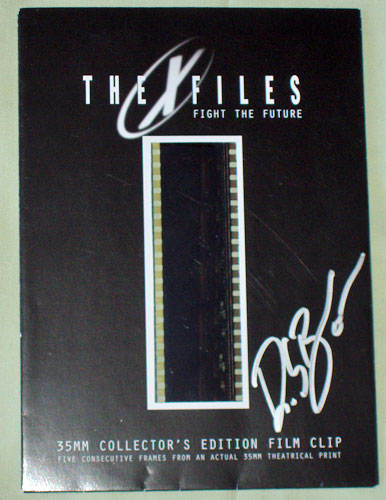 THE X FILES
FIGHT THE FUTURE
35MM COLLECTOR'S EDITION FILM CLIP
FIVE CONSECUTIVE FRAMES FROM AN ACTUAL 35MM THEATRICAL PRINT